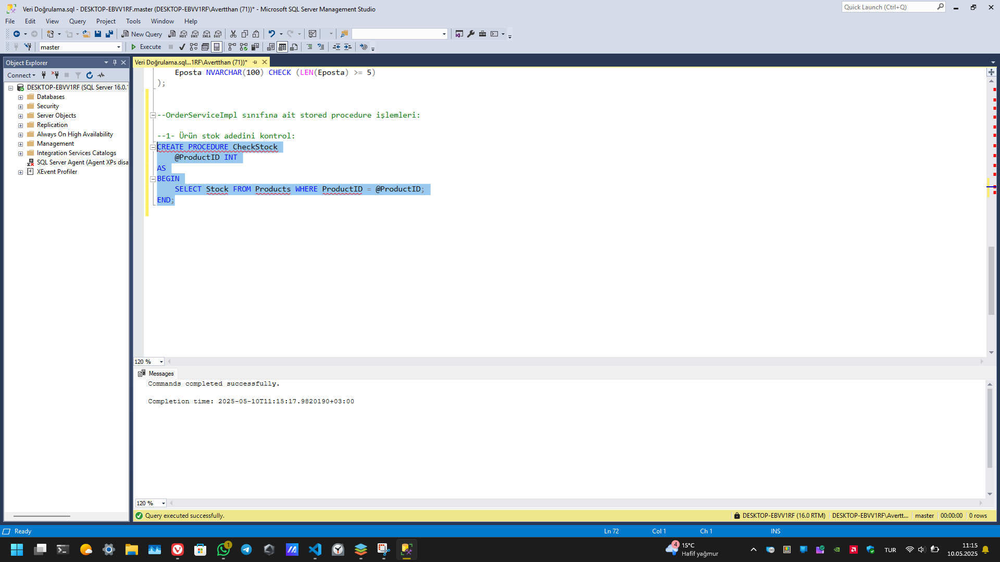 Veri Doğrulama.sql - DESKTOP-EBVV1RF.master (DESKTOP-EBVV1RF\Avertthan (71))* - Microsoft SQL Server Management Studio
Quick Launch (Ctrl+Q)
File Edit View Query Project Tools Window Help
New Query
MDX DMX XMLA DAX
master
Execute
Object Explorer
Veri Doğrulama.sql...1RF\Avertthan (71))*
Connect
DESKTOP-EBVV1RF (SQL Server 16.0.1
Databases
Security
Server Objects
Replication
Always On High Availability
Management
Integration Services Catalogs
SQL Server Agent (Agent XPs disa
XEvent Profiler
Eposta NVARCHAR(100) CHECK (LEN(Eposta) >= 5)
);
--OrderServiceImpl sınıfına ait stored procedure işlemleri:
--1- Ürün stok adedini kontrol:
CREATE PROCEDURE CheckStock
@ProductID INT
AS
BEGIN
SELECT Stock FROM Products WHERE ProductID = @ProductID;
END;
120 %
Messages
Commands completed successfully.
Completion time: 2025-05-10T11:15:17.9820190+03:00
120 %
Query executed successfully.
DESKTOP-EBVV1RF (16.0 RTM) DESKTOP-EBVV1RF\Avertt... master 00:00:00 0 rows
Ready
Ln 72 Col 1 Ch 1 INS
1
4
15°C
Hafif yağmur
TUR
11:15
10.05.2025